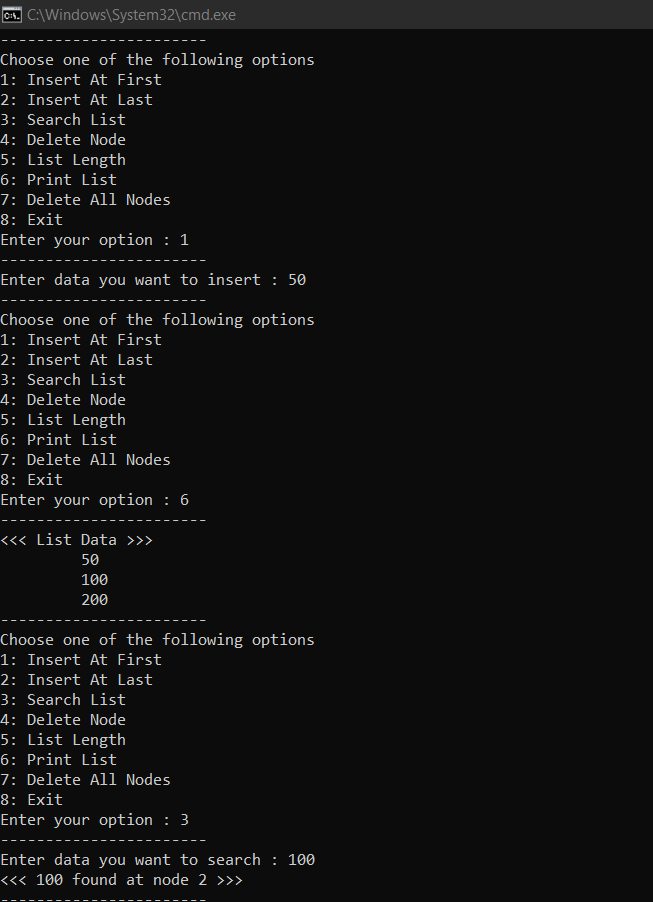 C:\Windows\System32\cmd.exe
-----------------------
Choose one of the following options
1: Insert At First
2: Insert At Last
3: Search List
4: Delete Node
5: List Length
6: Print List
7: Delete All Nodes
8: Exit
Enter your option : 1
-----------------------
Enter data you want to insert : 50
-----------------------
Choose one of the following options
1: Insert At First
2: Insert At Last
3: Search List
4: Delete Node
5: List Length
6: Print List
7: Delete All Nodes
8: Exit
Enter your option : 6
-----------------------
<<< List Data >>>
         50
         100
         200
-----------------------
Choose one of the following options
1: Insert At First
2: Insert At Last
3: Search List
4: Delete Node
5: List Length
6: Print List
7: Delete All Nodes
8: Exit
Enter your option : 3
-----------------------
Enter data you want to search : 100
<<< 100 found at node 2 >>>
-----------------------